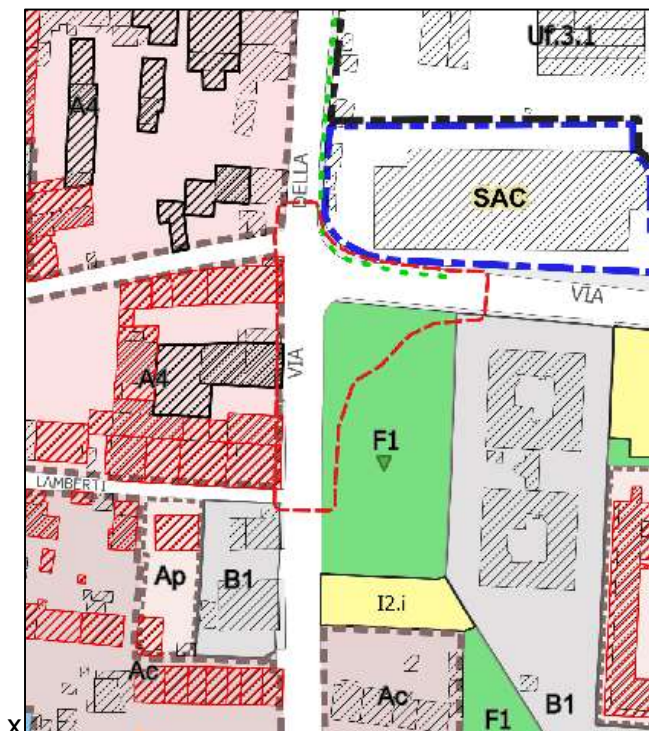 Uf.3.1
A4
DELLA
SAC
VIA
VIA
A4
F1
LAMBERTI
Ap
B1
I2.i
Ac
Ac
B1
F1
x